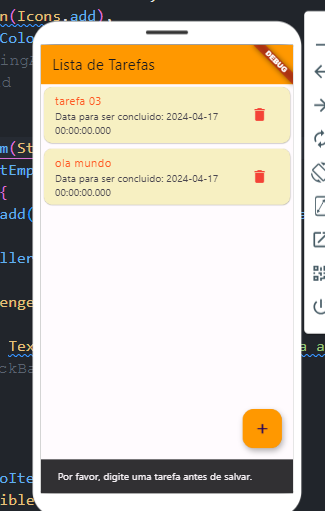 n(Icons.add),
Colo
ingA
d
m(St
tEmp
{
add(
llen
enge
Tex
a a
ckBa
oIte
ible
DEBUG
Lista de Tarefas
tarefa 03
Data para ser concluido: 2024-04-17
00:00:00.000
ola mundo
Data para ser concluido: 2024-04-17
00:00:00.000
+
Por favor, digite uma tarefa antes de salvar.